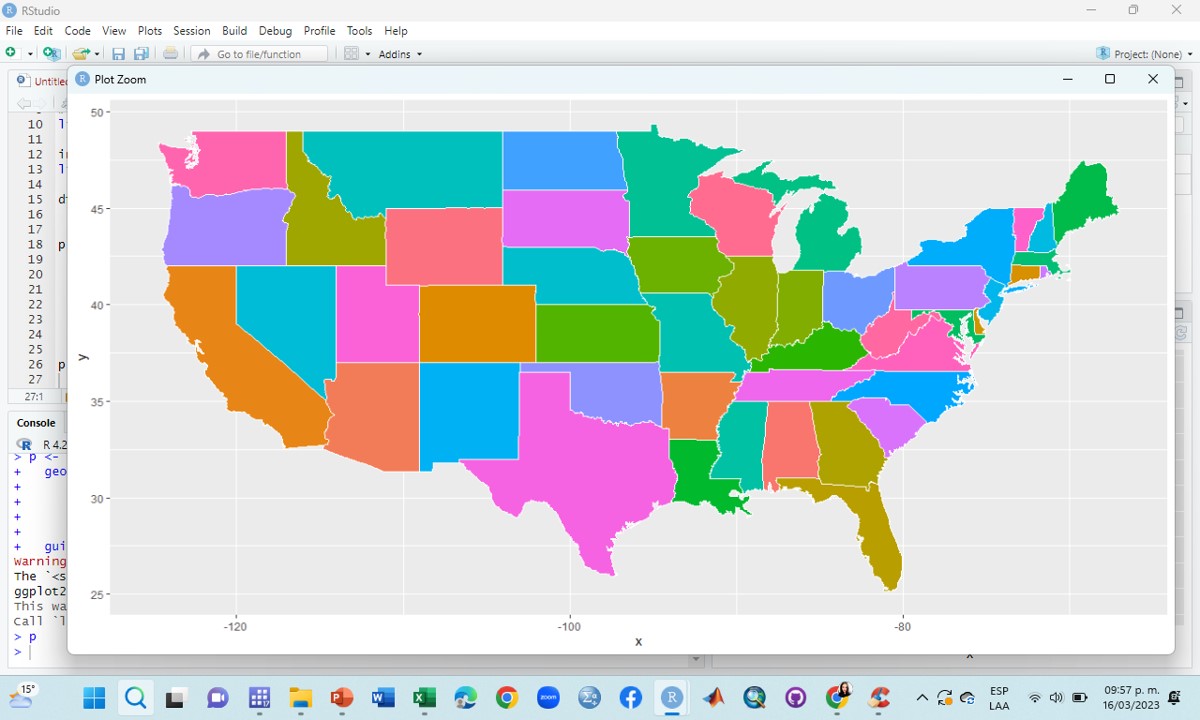 RStudio
File Edit Code View Plots Session Build Debug Profile Tools Help
Go to file/function Addins Project: (None)
Plot Zoom
10
11
12
13
14
15
16
17
18
19
20
21
22
23
24
25
26
27
27:1
Console
R 4.2
> p <-
+ geo
+
+
+
+
+ gui
Warning
The `<s
ggplot2
This wa
Call `l
> p
>
50
45
40
35
30
25
y
-120 -100 -80
x
15°
zoom
ESP
LAA
09:57 p. m.
16/03/2023